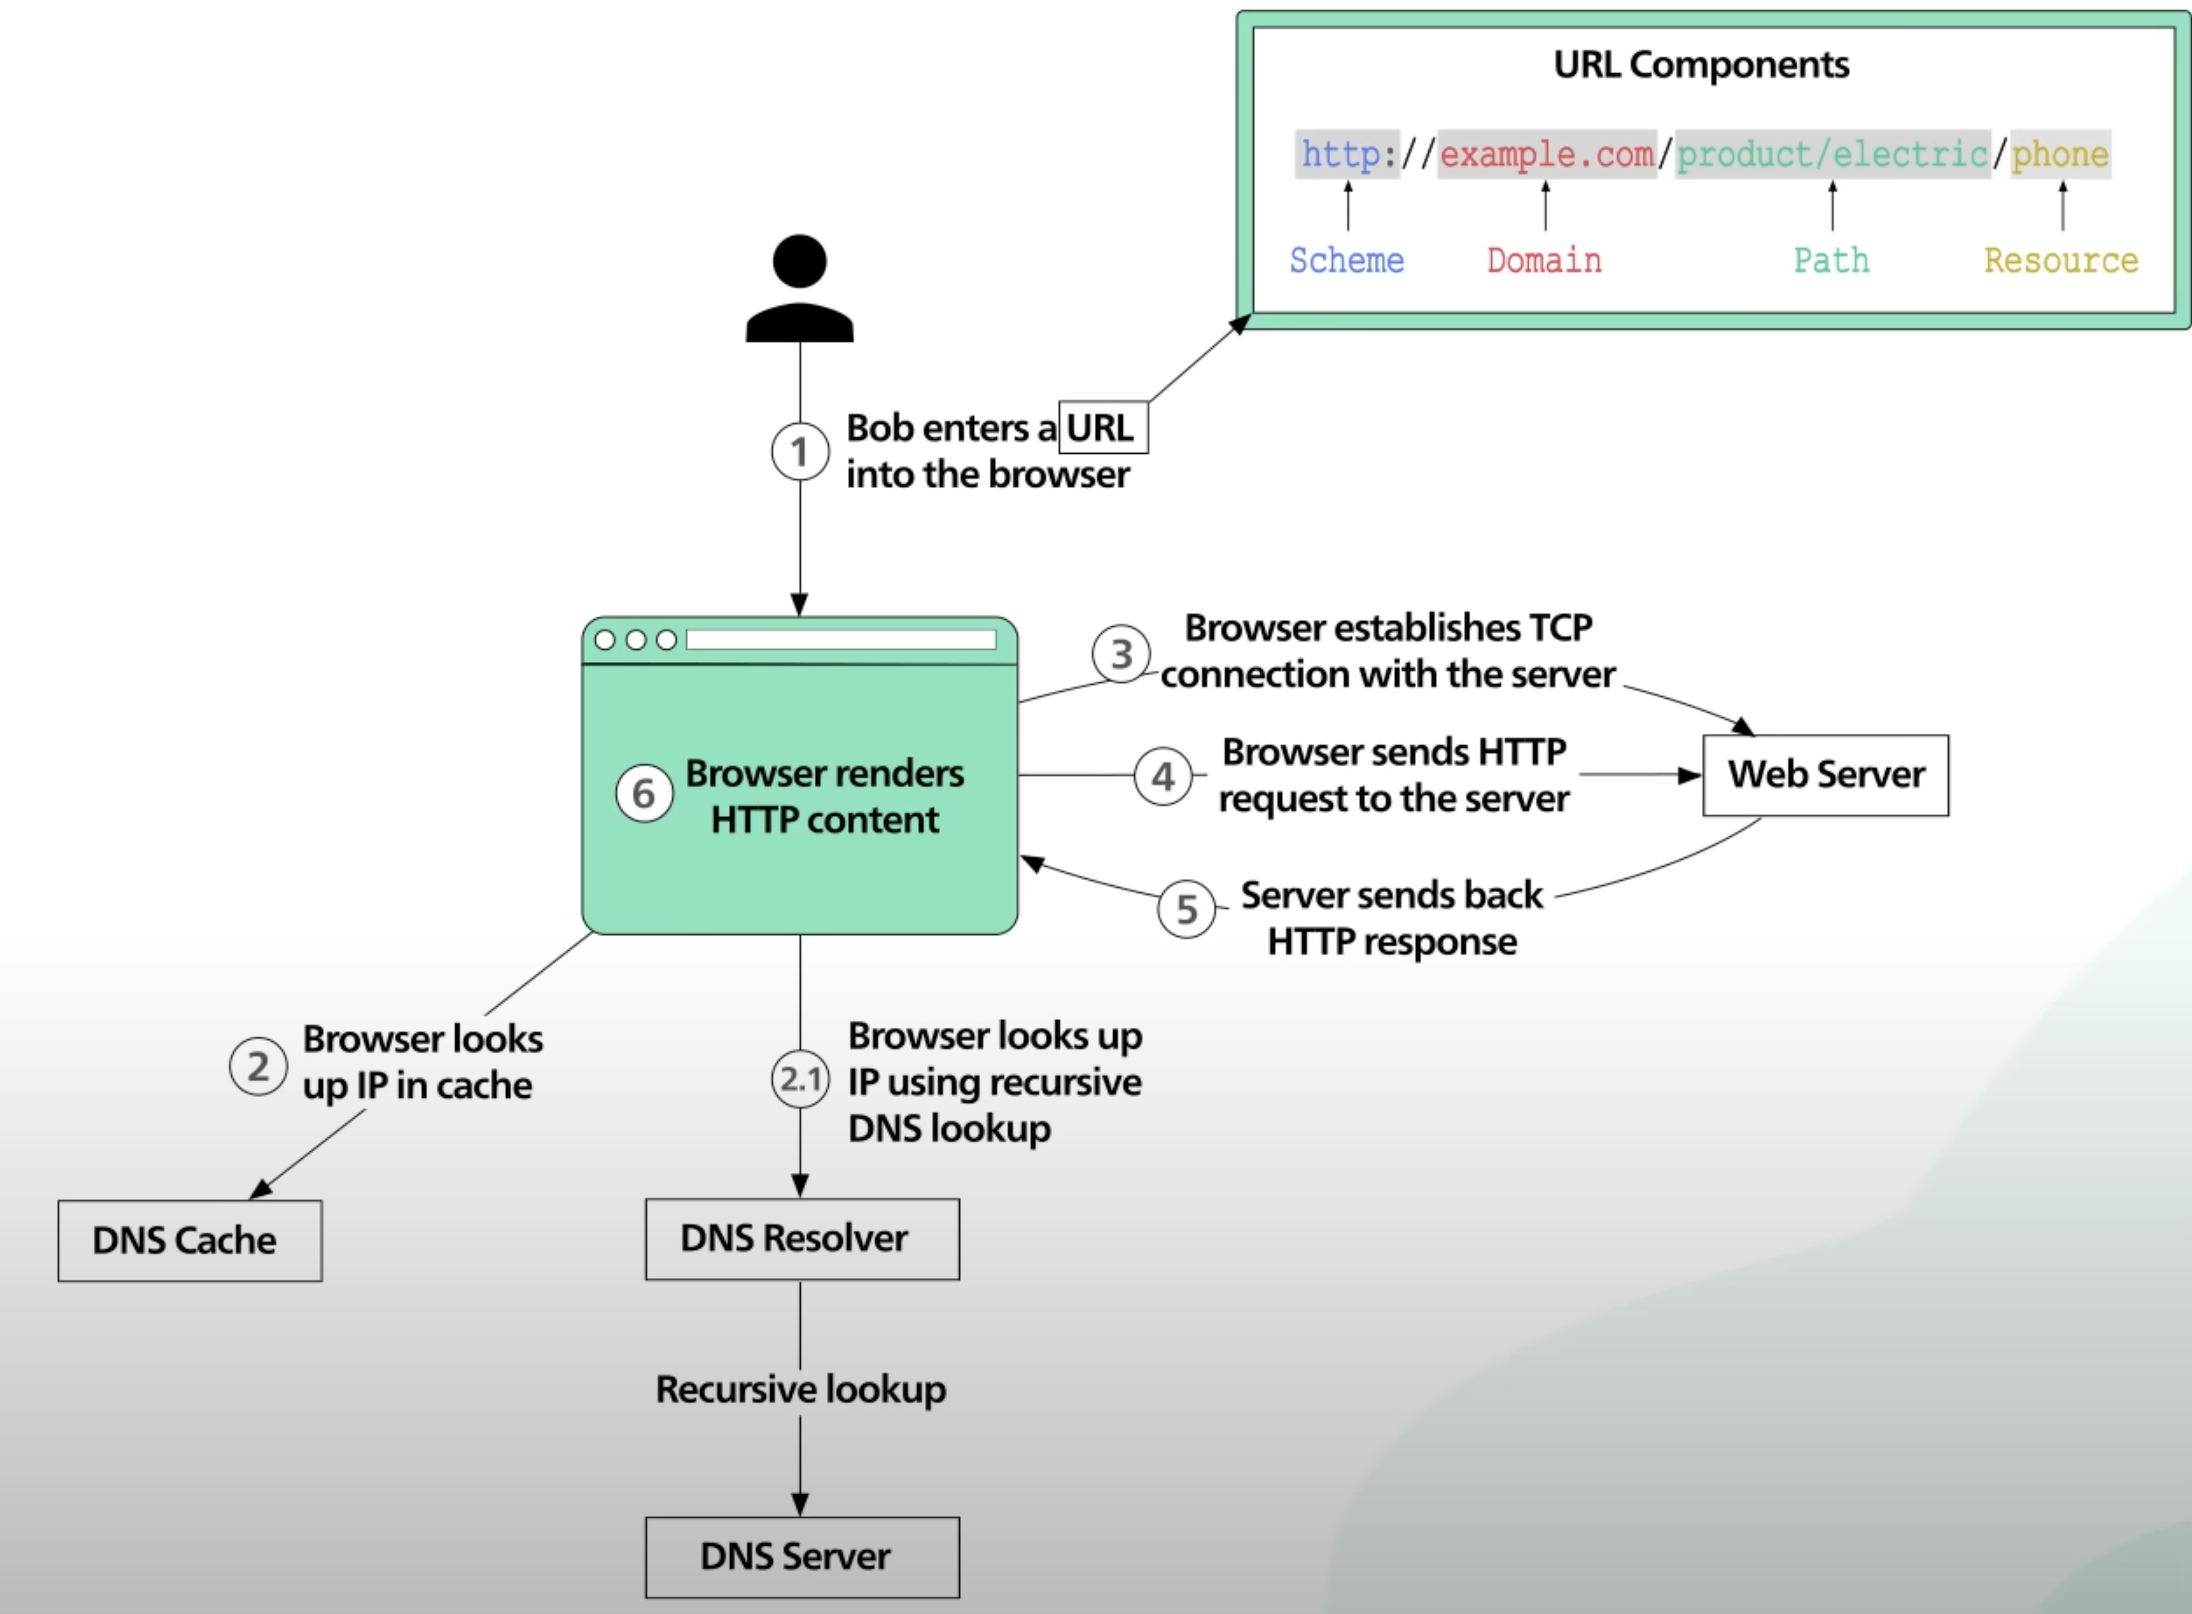 URL Components
http://example.com/product/electric/phone
Scheme Domain Path Resource
1
Bob enters a URL
into the browser
3
Browser establishes TCP
connection with the server
4
Browser sends HTTP
request to the server
Web Server
5
Server sends back
HTTP response
6
Browser renders
HTTP content
2
Browser looks
up IP in cache
2.1
Browser looks up
IP using recursive
DNS lookup
DNS Cache
DNS Resolver
Recursive lookup
DNS Server